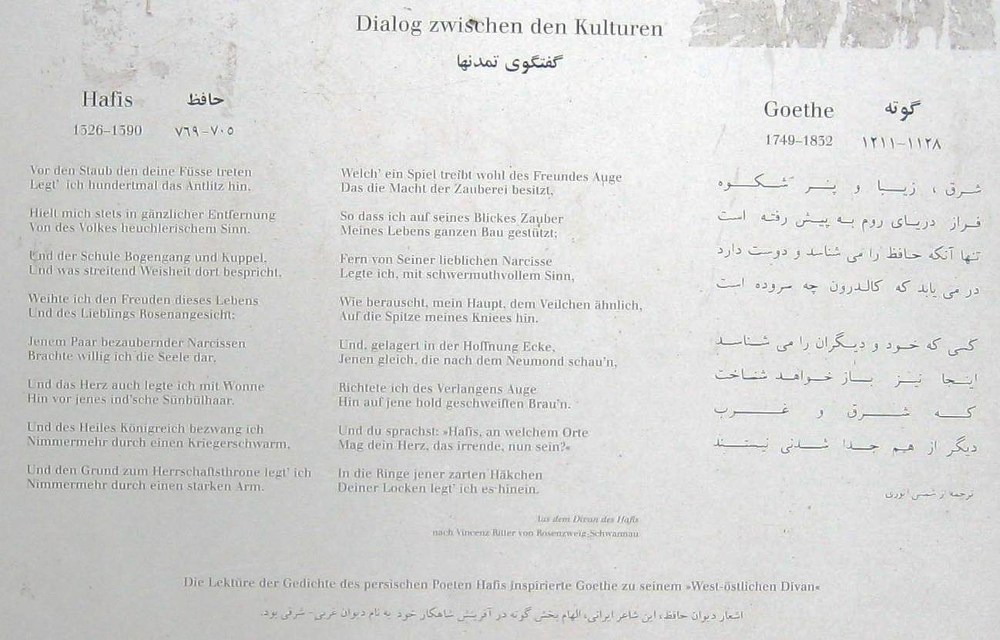 Dialog zwischen den Kulturen
گفتگوی تمدنها
Hafis حافظ
1326–1390 ۷۰۵–۷٦۹
Vor den Staub den deine Füsse treten
Legt' ich hundertmal das Antlitz hin,
Hielt mich stets in gänzlicher Entfernung
Von des Volkes heuchlerischem Sinn.
Und der Schule Bogengang und Kuppel,
Und was streitend Weisheit dort bespricht,
Weihte ich den Freuden dieses Lebens
Und des Lieblings Rosenangesicht:
Jenem Paar bezaubernder Narcissen
Brachte willig ich die Seele dar,
Und das Herz auch legte ich mit Wonne
Hin vor jenes ind'sche Sünbülhaar.
Und des Heiles Königreich bezwang ich
Nimmermehr durch einen Kriegerschwarm,
Und den Grund zum Herrschaftsthrone legt' ich
Nimmermehr durch einen starken Arm.
Welch' ein Spiel treibt wohl des Freundes Auge
Das die Macht der Zauberei besitzt,
So dass ich auf seines Blickes Zauber
Meines Lebens ganzen Bau gestützt;
Fern von Seiner lieblichen Narcisse
Legte ich, mit schwermuthvollem Sinn,
Wie berauscht, mein Haupt, dem Veilchen ähnlich,
Auf die Spitze meines Kniees hin.
Und, gelagert in der Hoffnung Ecke,
Jenen gleich, die nach dem Neumond schau'n,
Richtete ich des Verlangens Auge
Hin auf jene hold geschweiften Brau'n.
Und du sprachst: »Hafis, an welchem Orte
Mag dein Herz, das irrende, nun sein?«
In die Ringe jener zarten Häkchen
Deiner Locken legt' ich es hinein.
Aus dem Divan des Hafis
nach Vincenz Ritter von Rosenzweig-Schwannau
Goethe گوته
1749–1832 ۱۱۲۸–۱۲۱۱
شرق ، زیبا و پر شکوه
فراز دریای روم به پیش رفته است
تنها آنکه حافظ را می شناسد و دوست دارد
در می یابد که کالدرون چه سروده است
کسی که خود و دیگران را می شناسد
اینجا نیز باز خواهد شناخت
که شرق و غرب
دیگر از هم جدا شدنی نیستند
ترجمه از شمس انوری
Die Lektüre der Gedichte des persischen Poeten Hafis inspirierte Goethe zu seinem »West-östlichen Divan«
اشعار دیوان حافظ، این شاعر ایرانی، الهام بخش گوته در آفرینش شاهکار خود به نام دیوان غربی- شرقی بود.